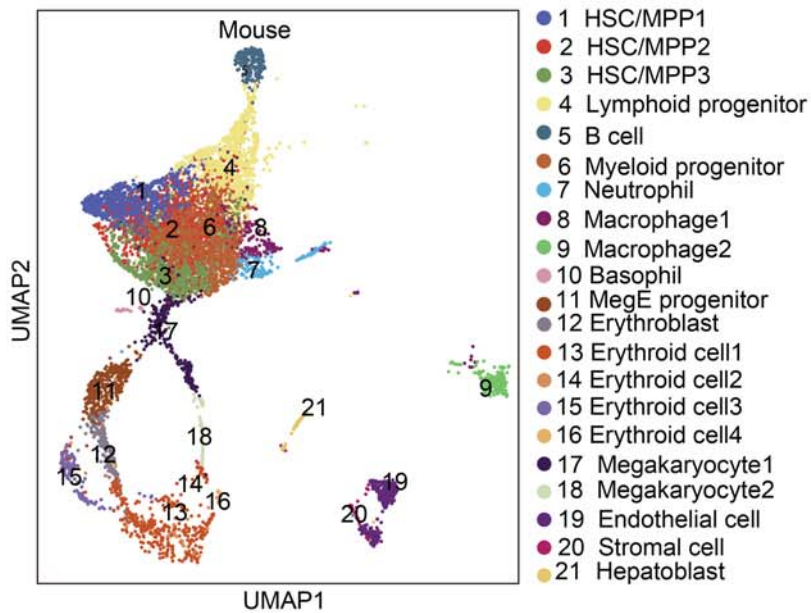 Mouse
1 HSC/MPP1
2 HSC/MPP2
3 HSC/MPP3
4 Lymphoid progenitor
5 B cell
6 Myeloid progenitor
7 Neutrophil
8 Macrophage1
9 Macrophage2
10 Basophil
11 MegE progenitor
12 Erythroblast
13 Erythroid cell1
14 Erythroid cell2
15 Erythroid cell3
16 Erythroid cell4
17 Megakaryocyte1
18 Megakaryocyte2
19 Endothelial cell
20 Stromal cell
21 Hepatoblast
5
4
1
2
6
8
3
7
10
17
9
11
21
18
12
15
14
19
16
13
20
UMAP2
UMAP1